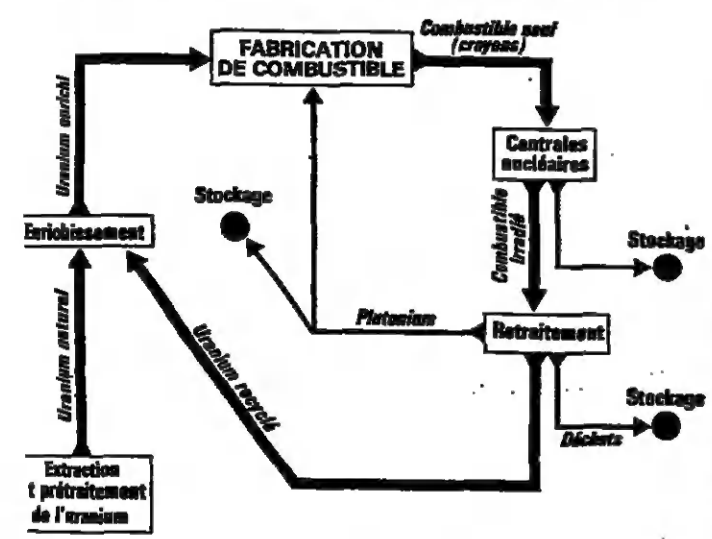 Combustible neuf
(crayons)
FABRICATION
DE COMBUSTIBLE
Uranium enrichi
Centrales
nucléaires
Stockage
Combustible
irradié
Enrichissement
Stockage
Plutonium
Retraitement
Uranium naturel
Uranium recyclé
Stockage
Déchets
Extraction
t prétraitement
de l'uranium